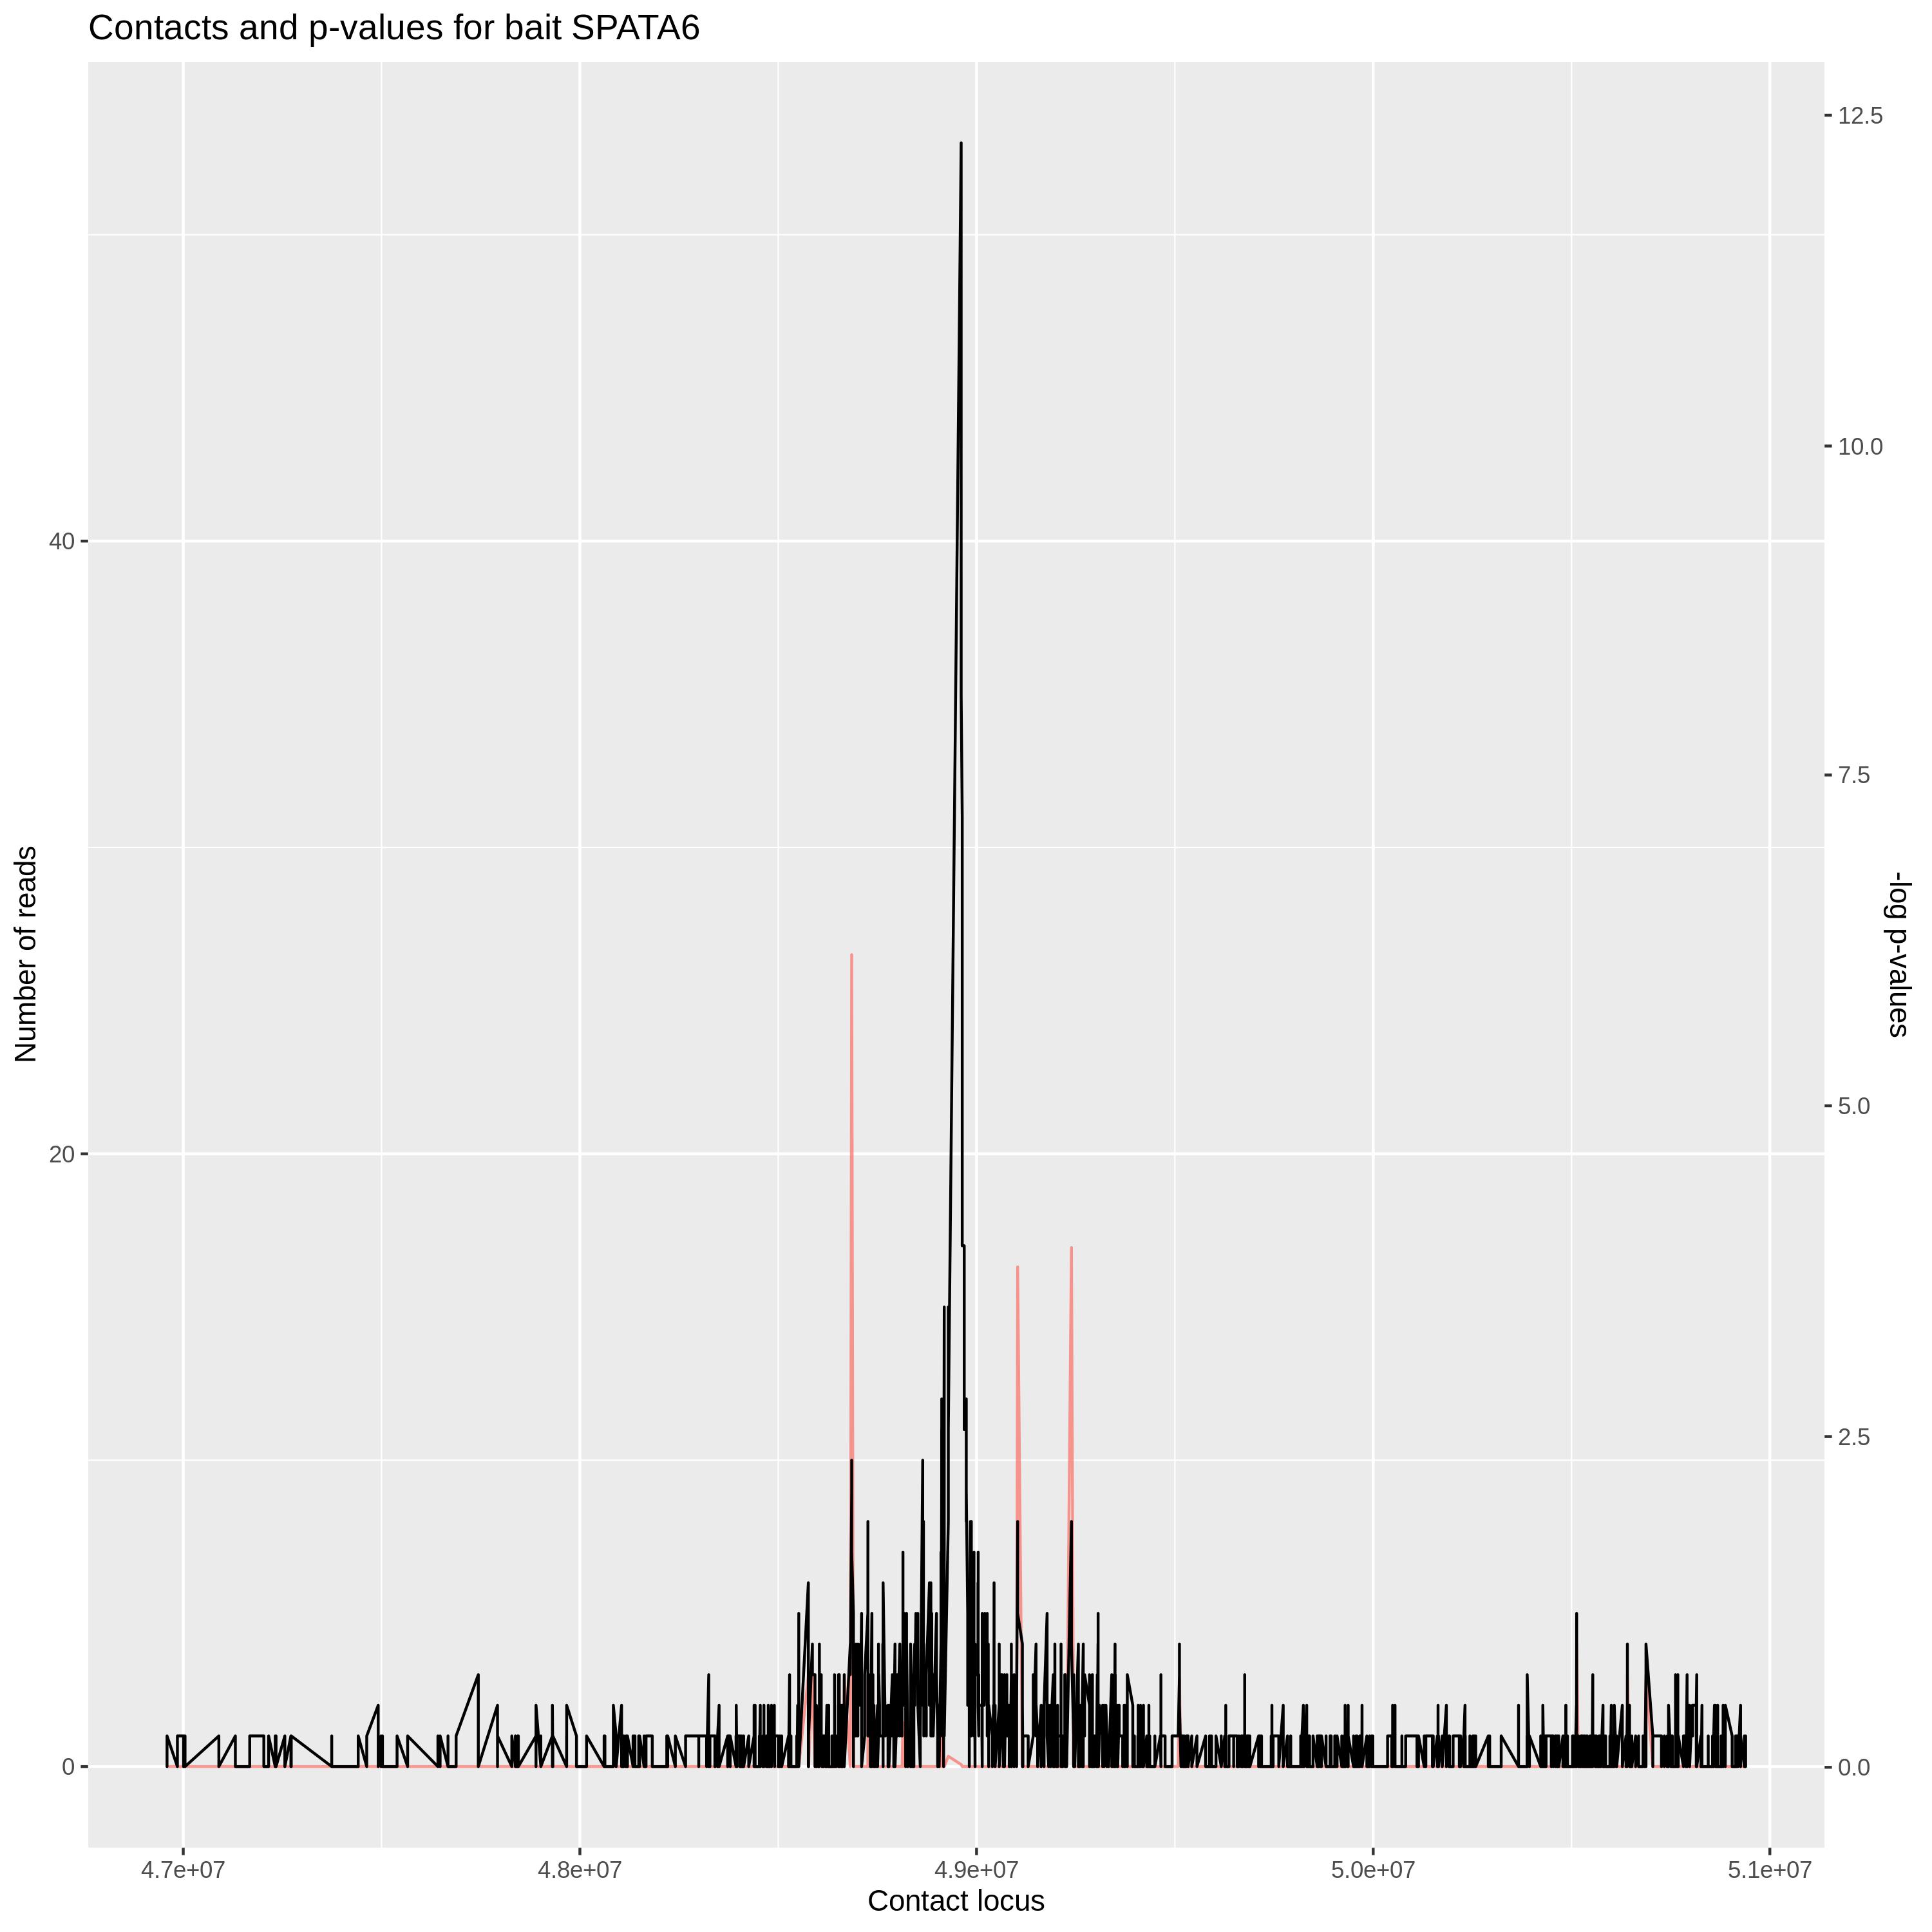 Contacts and p-values for bait SPATA6
12.5
10.0
40
7.5
Number of reads
-log p-values
5.0
20
2.5
0
0.0
4.7e+07 4.8e+07 4.9e+07 5.0e+07 5.1e+07
Contact locus